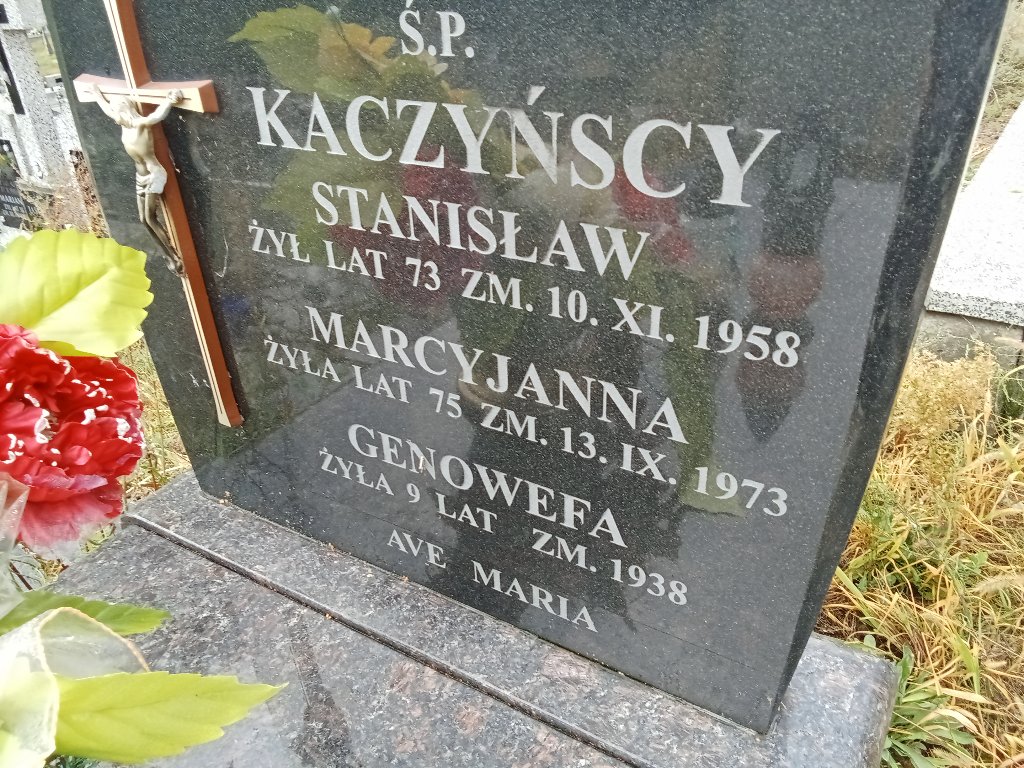 Ś.P.
KACZYŃSCY
STANISŁAW
ŻYŁ LAT 73 ZM. 10. XI. 1958
MARCYJANNA
ŻYŁA LAT 75 ZM. 13. IX. 1973
GENOWEFA
ŻYŁA 9 LAT ZM. 1938
AVE MARIA